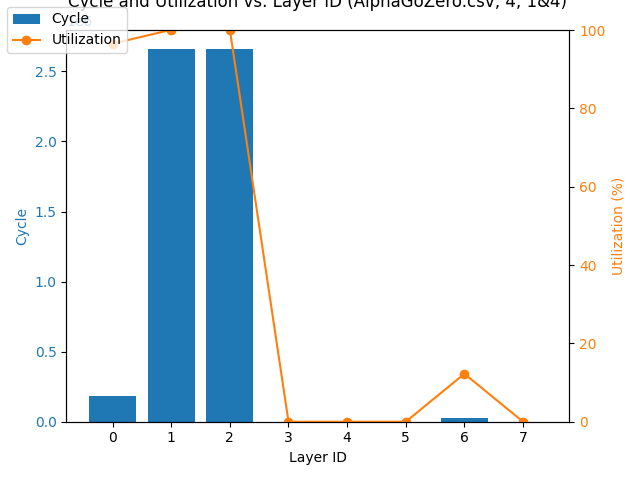 Cycle and Utilization vs. Layer ID (AlphaGoZero.csv, 4, 1&4)
Cycle
Utilization
2.5
2.0
1.5
1.0
0.5
0.0
Cycle
100
80
60
40
20
0
Utilization (%)
0 1 2 3 4 5 6 7
Layer ID